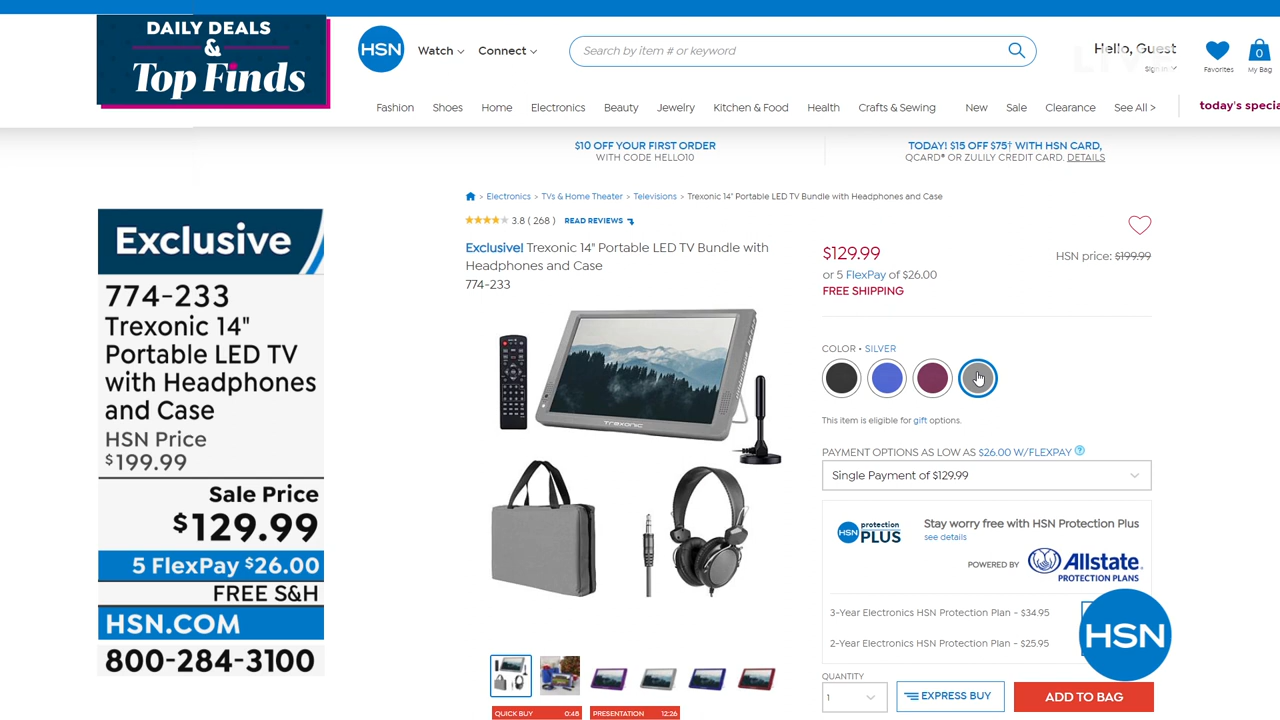 DAILY DEALS
&
Top Finds
HSN
Watch
Connect
Search by item # or keyword
Hello, Guest
Sign in
LIVE
Favorites
0
My Bag
Fashion
Shoes
Home
Electronics
Beauty
Jewelry
Kitchen & Food
Health
Crafts & Sewing
New
Sale
Clearance
See All >
today's specia
$10 OFF YOUR FIRST ORDER
WITH CODE HELLO10
TODAY! $15 OFF $75† WITH HSN CARD,
QCARD® OR ZULILY CREDIT CARD. DETAILS
> Electronics > TVs & Home Theater > Televisions > Trexonic 14" Portable LED TV Bundle with Headphones and Case
3.8 ( 268 ) READ REVIEWS
Exclusive! Trexonic 14" Portable LED TV Bundle with
Headphones and Case
774-233
TREXONIC
QUICK BUY 0:48
PRESENTATION 12:26
$129.99
HSN price: $199.99
or 5 FlexPay of $26.00
FREE SHIPPING
COLOR • SILVER
This item is eligible for gift options.
PAYMENT OPTIONS AS LOW AS $26.00 W/FLEXPAY ?
Single Payment of $129.99
HSN protection
PLUS
Stay worry free with HSN Protection Plus
see details
POWERED BY Allstate.
PROTECTION PLANS
3-Year Electronics HSN Protection Plan - $34.95
2-Year Electronics HSN Protection Plan - $25.95
HSN
QUANTITY
1
EXPRESS BUY
ADD TO BAG
Exclusive
774-233
Trexonic 14"
Portable LED TV
with Headphones
and Case
HSN Price
$199.99
Sale Price
$129.99
5 FlexPay $26.00
FREE S&H
HSN.COM
800-284-3100